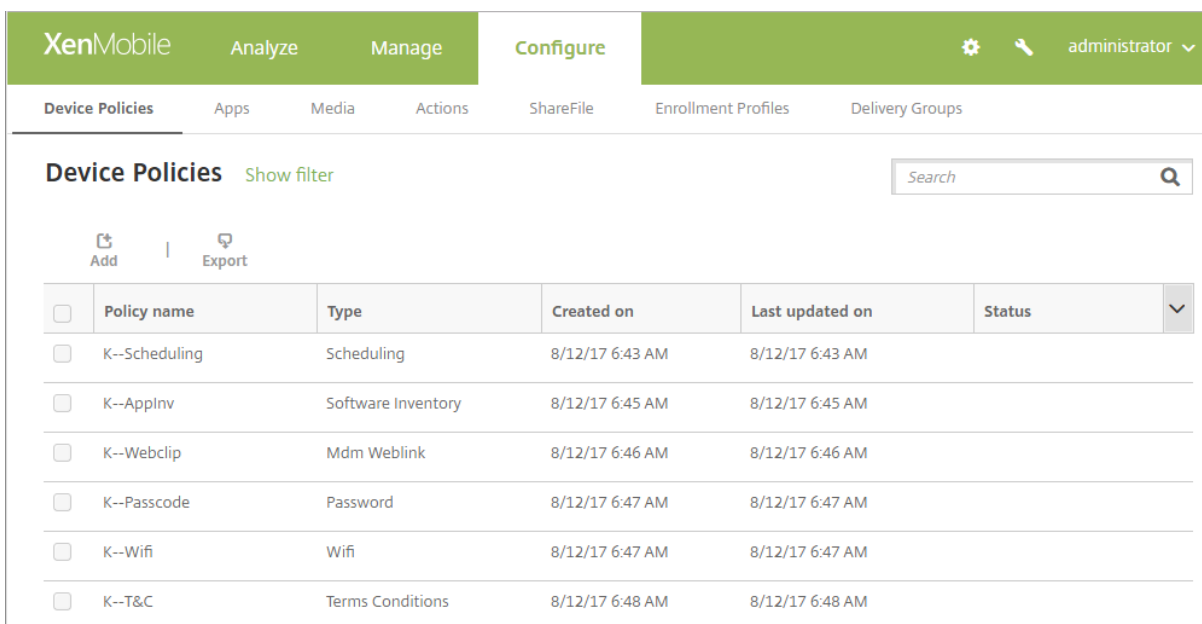 XenMobile Analyze Manage Configure administrator
Device Policies Apps Media Actions ShareFile Enrollment Profiles Delivery Groups
Device Policies Show filter Search
Add | Export
Policy name Type Created on Last updated on Status
K--Scheduling Scheduling 8/12/17 6:43 AM 8/12/17 6:43 AM
K--AppInv Software Inventory 8/12/17 6:45 AM 8/12/17 6:45 AM
K--Webclip Mdm Weblink 8/12/17 6:46 AM 8/12/17 6:46 AM
K--Passcode Password 8/12/17 6:47 AM 8/12/17 6:47 AM
K--Wifi Wifi 8/12/17 6:47 AM 8/12/17 6:47 AM
K--T&C Terms Conditions 8/12/17 6:48 AM 8/12/17 6:48 AM